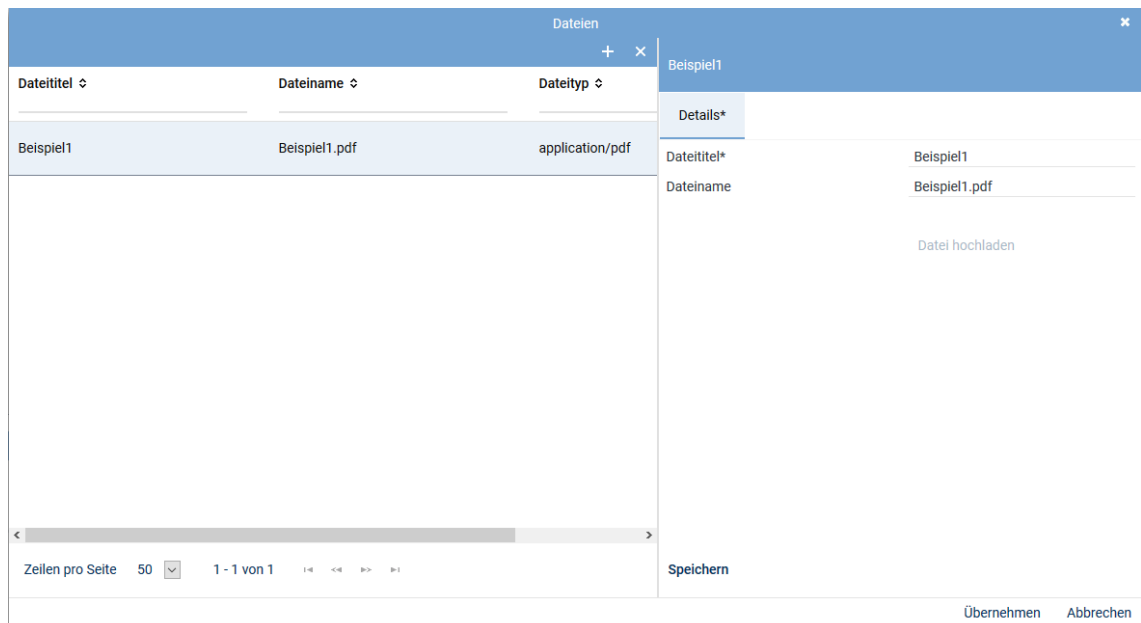 Dateien
Beispiel1
Dateititel Dateiname Dateityp
Details*
Beispiel1 Beispiel1.pdf application/pdf
Dateititel* Beispiel1
Dateiname Beispiel1.pdf
Datei hochladen
Zeilen pro Seite 50 1 - 1 von 1
Speichern
Übernehmen Abbrechen